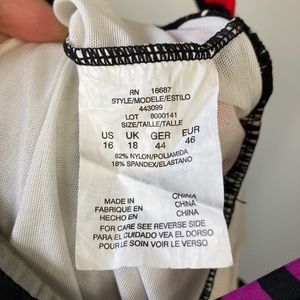 RN 16687
STYLE/MODELE/ESTILO
443099
LOT 8000141
SIZE/TAILLE/TALLE
US UK GER EUR
16 18 44 46
82% NYLON/POLIAMIDA
18% SPANDEX/ELASTANO
MADE IN CHINA
FABRIQUE EN CHINA
HECHO EN CHINA
FOR CARE SEE REVERSE SIDE
PARA EL CUIDADO VEA EL DORSO
POUR LE SOIN VOIR LE VERSO